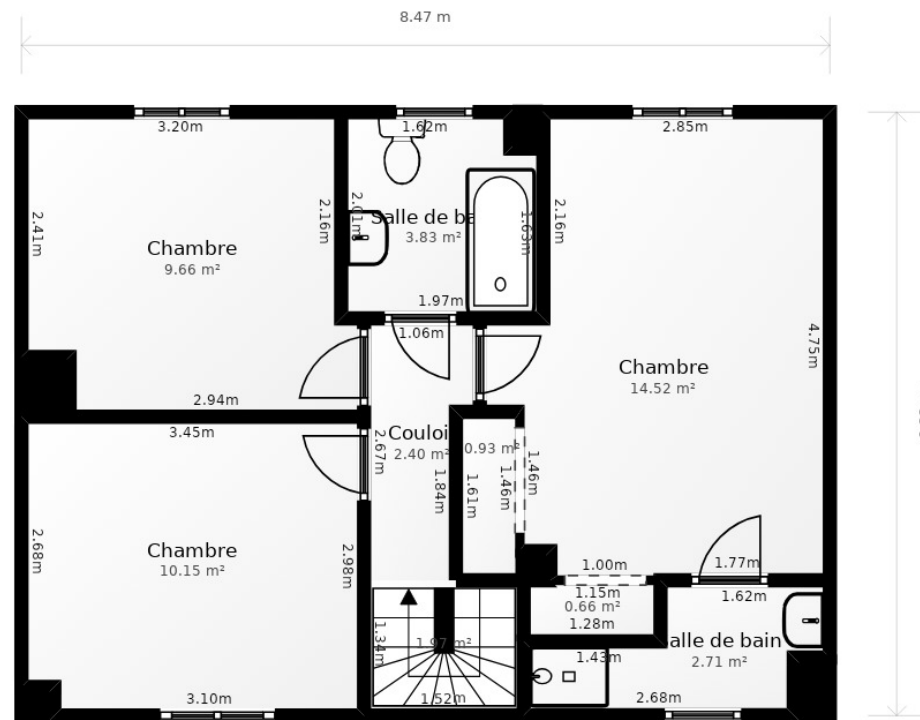 8.47 m
3.20m
1.62m
2.85m
2.41m
2.16m
2.01m
Salle de ba
3.83 m²
1.63m
2.16m
Chambre
9.66 m²
1.97m
1.06m
4.75m
Chambre
14.52 m²
2.94m
3.45m
Couloi
2.40 m²
2.67m
1.84m
0.93 m²
1.61m
1.46m
1.46m
2.68m
Chambre
10.15 m²
2.98m
1.00m
1.77m
1.15m
0.66 m²
1.28m
1.62m
1.34m
1.97 m²
alle de bain
2.71 m²
1.43m
3.10m
1.52m
2.68m